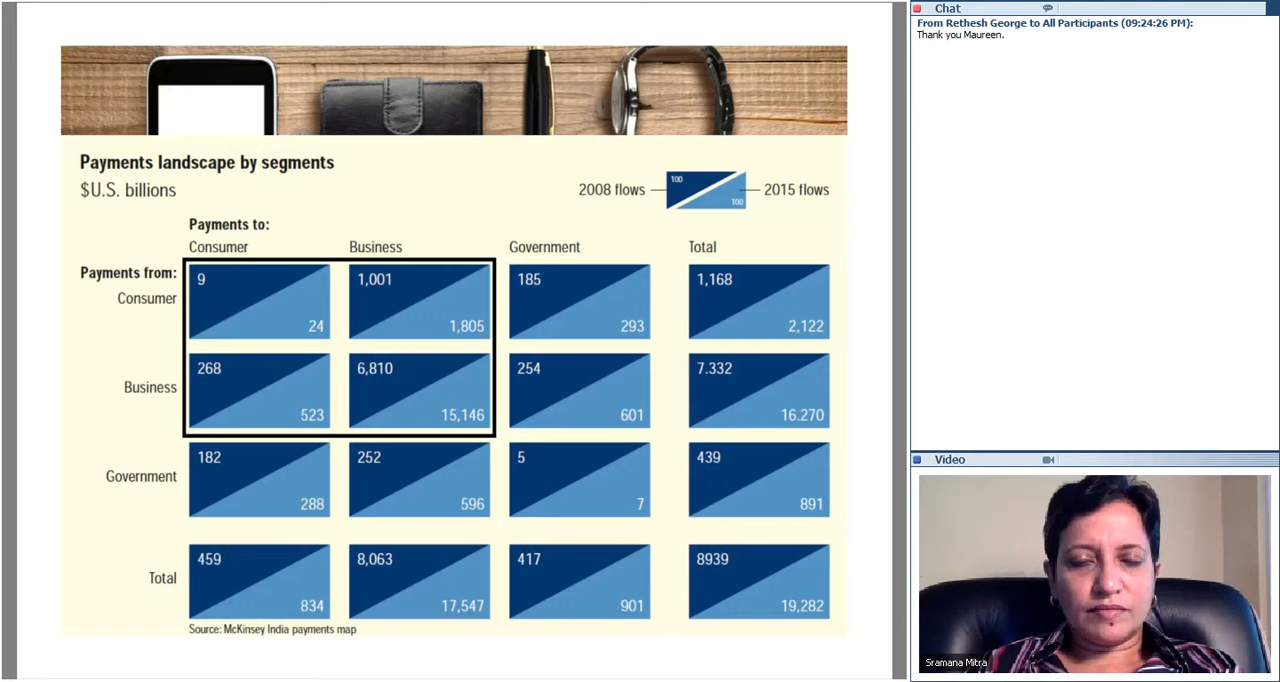 Payments landscape by segments
$U.S. billions
2008 flows 100 100 2015 flows
Payments to:
Consumer Business Government Total
Payments from:
Consumer
9 1,001 185 1,168
24 1,805 293 2,122
Business
268 6,810 254 7.332
523 15,146 601 16.270
Government
182 252 5 439
288 596 7 891
Total
459 8,063 417 8939
834 17,547 901 19,282
Source: McKinsey India payments map
Chat
From Rethesh George to All Participants (09:24:26 PM):
Thank you Maureen.
Video
Sramana Mitra